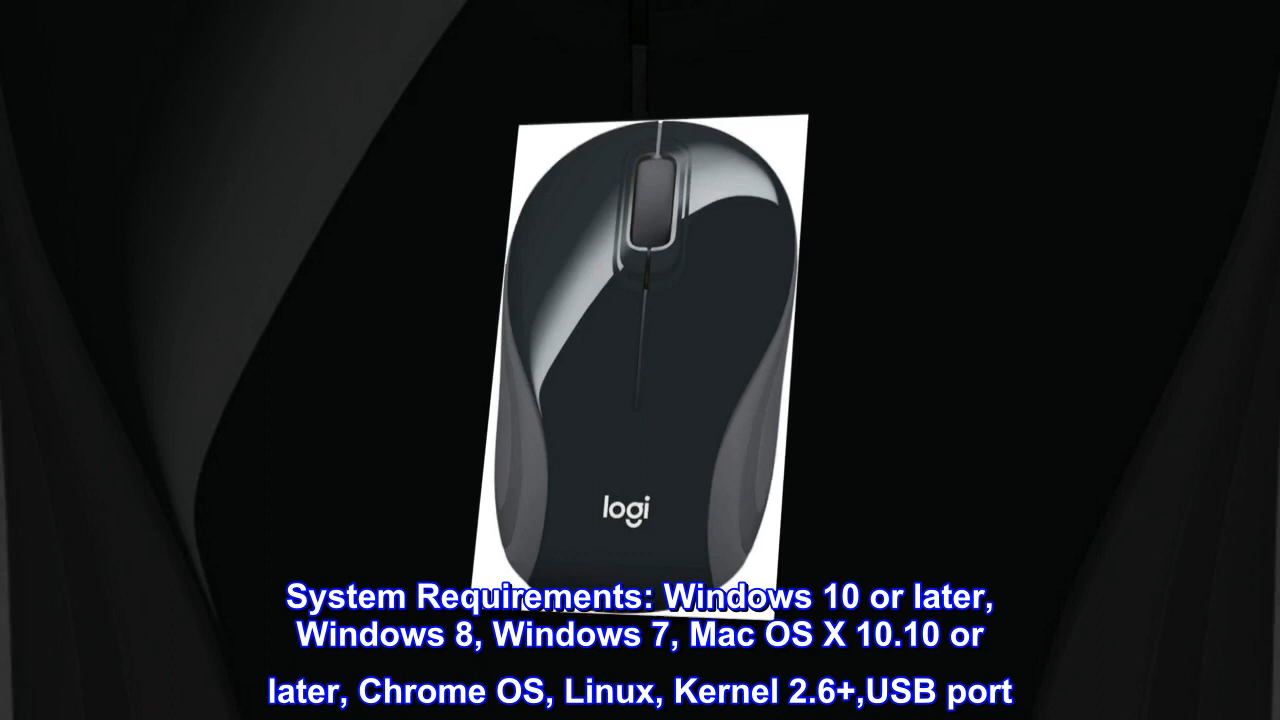 logi
System Requirements: Windows 10 or later,
Windows 8, Windows 7, Mac OS X 10.10 or
later, Chrome OS, Linux, Kernel 2.6+,USB port